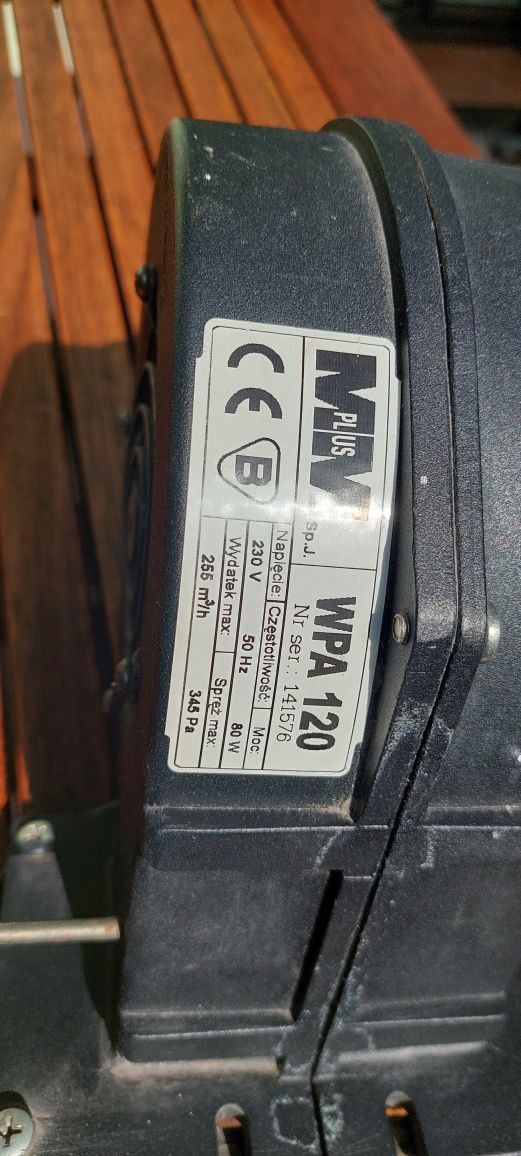 M PLUS M
Sp.J.
WPA 120
Nr ser.: 141576
CE
B
Napięcie: Częstotliwość: Moc:
230 V 50 Hz 80 W
Wydatek max: Spręż max:
255 m³/h 345 Pa